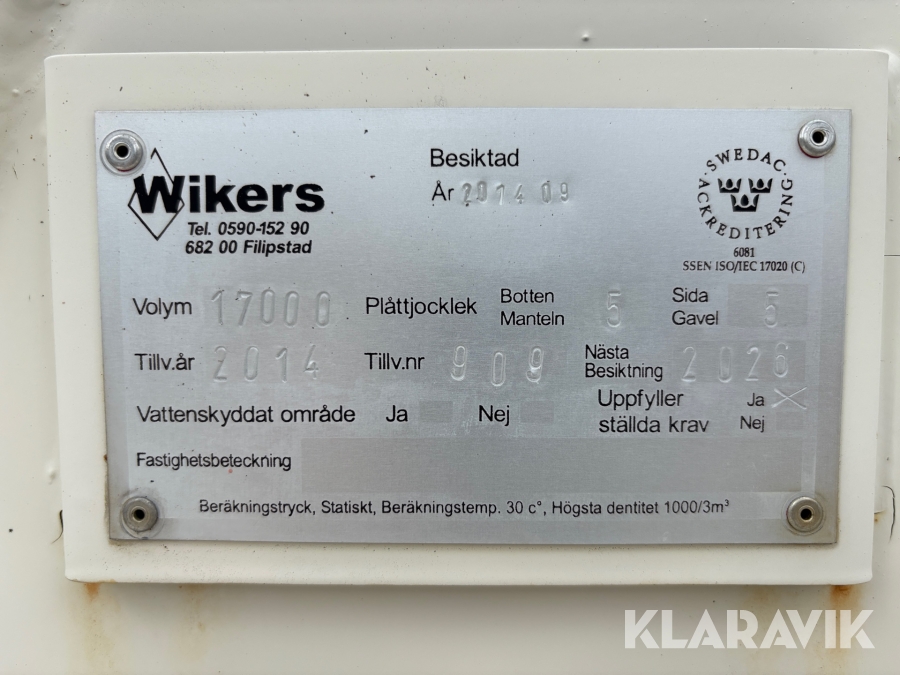 Wikers
Tel. 0590-152 90
682 00 Filipstad
Besiktad
År 2014 09
SWEDAC
ACKREDITERING
6081
SSEN ISO/IEC 17020 (C)
Volym 17000 Plåttjocklek Botten Manteln 5 Sida Gavel 5
Tillv.år 2014 Tillv.nr 909 Nästa Besiktning 2026
Vattenskyddat område Ja Nej Uppfyller ställda krav Ja X Nej
Fastighetsbeteckning
Beräkningstryck, Statiskt, Beräkningstemp. 30 c°, Högsta dentitet 1000/3m³
KLARAVIK